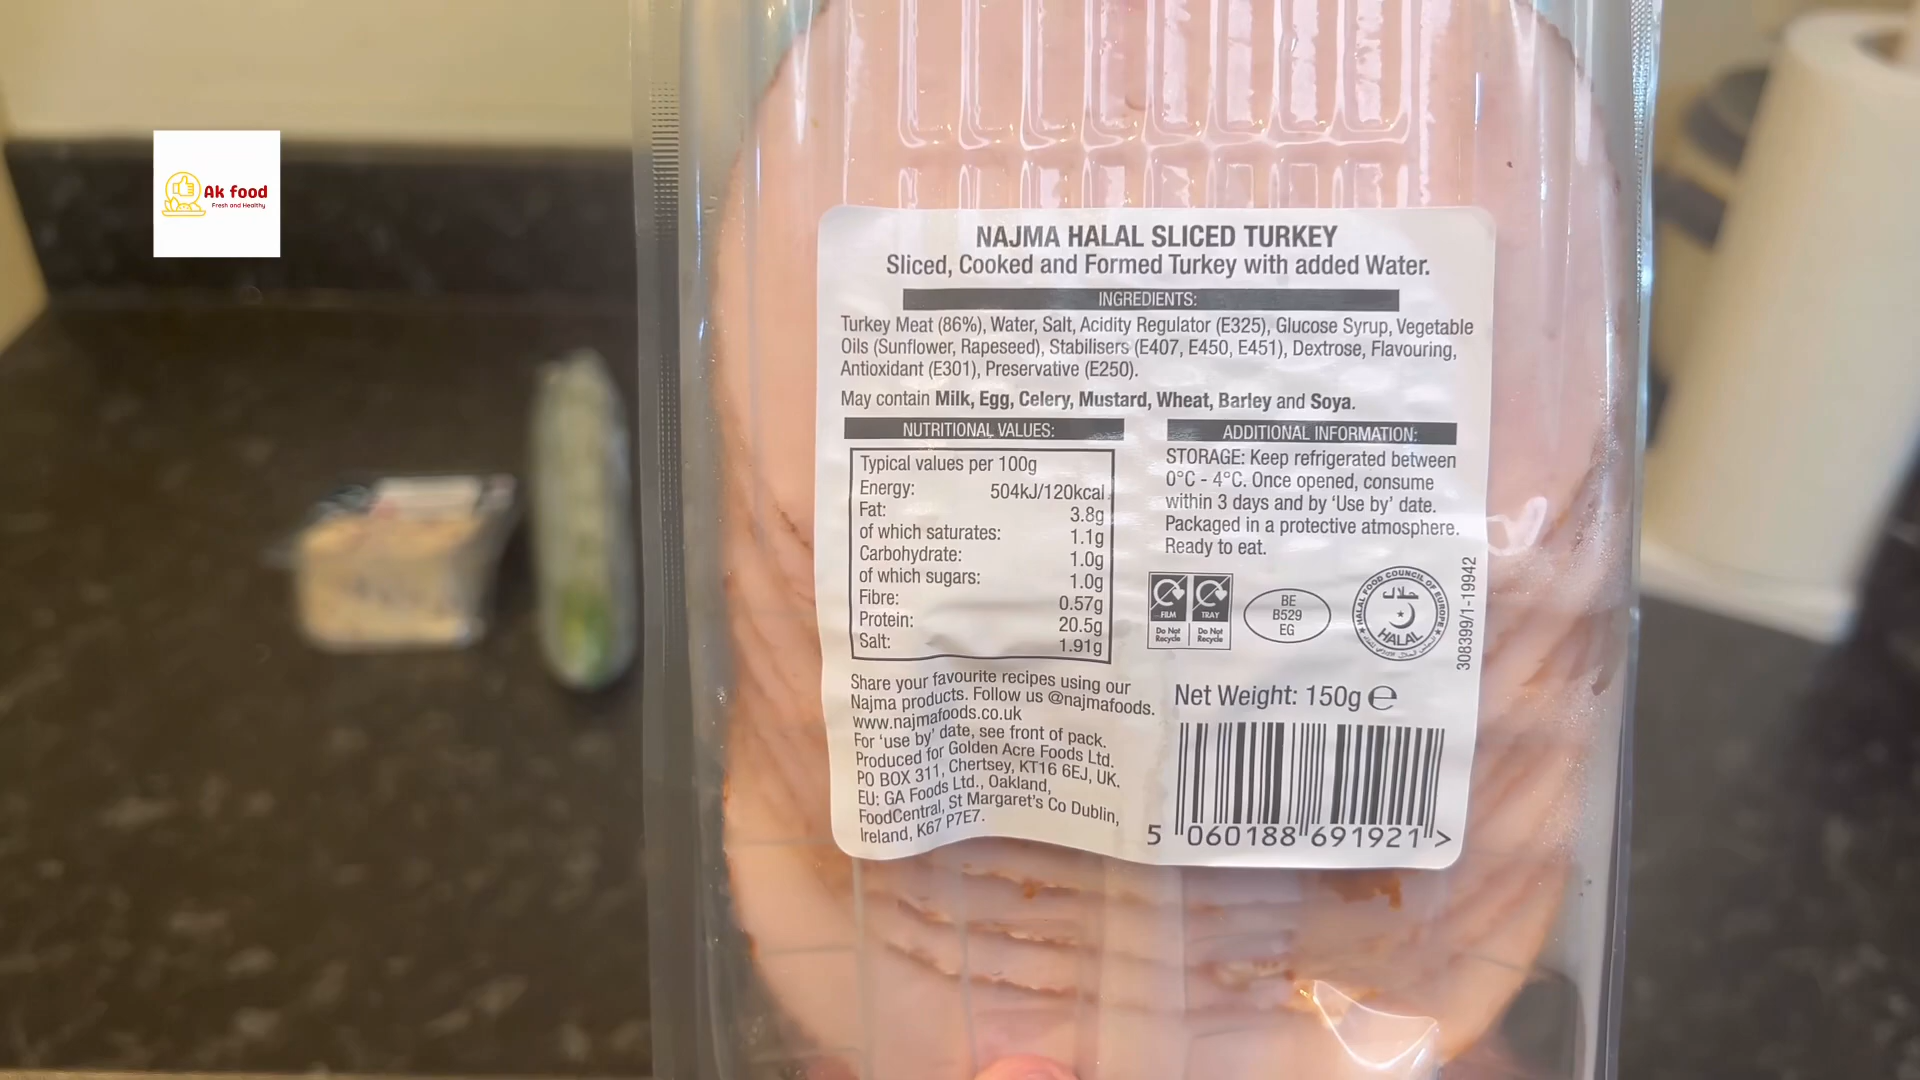 Ak food
Fresh and Healthy
NAJMA HALAL SLICED TURKEY
Sliced, Cooked and Formed Turkey with added Water.
INGREDIENTS:
Turkey Meat (86%), Water, Salt, Acidity Regulator (E325), Glucose Syrup, Vegetable
Oils (Sunflower, Rapeseed), Stabilisers (E407, E450, E451), Dextrose, Flavouring,
Antioxidant (E301), Preservative (E250).
May contain Milk, Egg, Celery, Mustard, Wheat, Barley and Soya.
NUTRITIONAL VALUES:
Typical values per 100g
Energy: 504kJ/120kcal
Fat: 3.8g
of which saturates: 1.1g
Carbohydrate: 1.0g
of which sugars: 1.0g
Fibre: 0.57g
Protein: 20.5g
Salt: 1.91g
ADDITIONAL INFORMATION:
STORAGE: Keep refrigerated between
0°C - 4°C. Once opened, consume
within 3 days and by 'Use by' date.
Packaged in a protective atmosphere.
Ready to eat.
FILM TRAY
Do Not Recycle Do Not Recycle
BE
B529
EG
HALAL FOOD COUNCIL OF EUROPE
حلال
HALAL
308399/1-19942
Share your favourite recipes using our
Najma products. Follow us @najmafoods.
www.najmafoods.co.uk
For 'use by' date, see front of pack.
Produced for Golden Acre Foods Ltd.
PO BOX 311, Chertsey, KT16 6EJ, UK.
EU: GA Foods Ltd., Oakland,
FoodCentral, St Margaret's Co Dublin,
Ireland, K67 P7E7.
Net Weight: 150g e
5 060188 691921 >